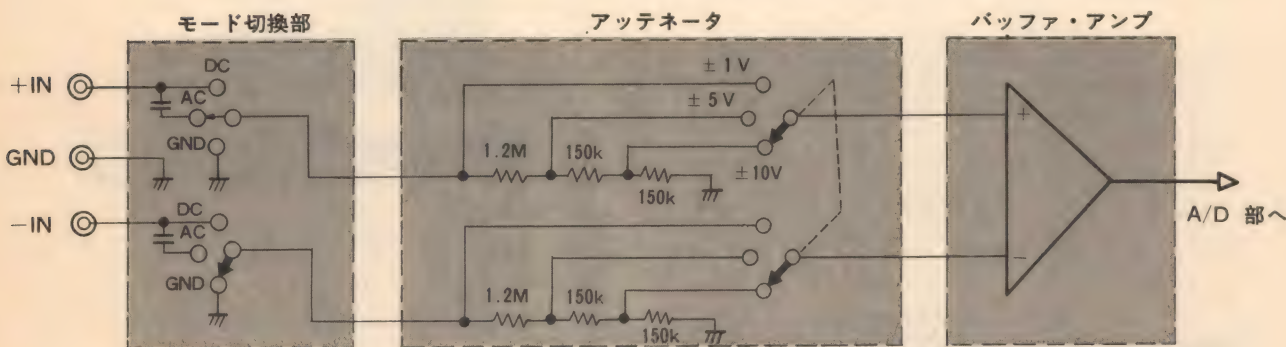 モード切換部
アッテネータ
バッファ・アンプ
+IN
DC
AC
GND
GND
-IN
DC
AC
GND
±1V
±5V
±10V
1.2M
150k
150k
1.2M
150k
150k
+
-
A/D 部へ